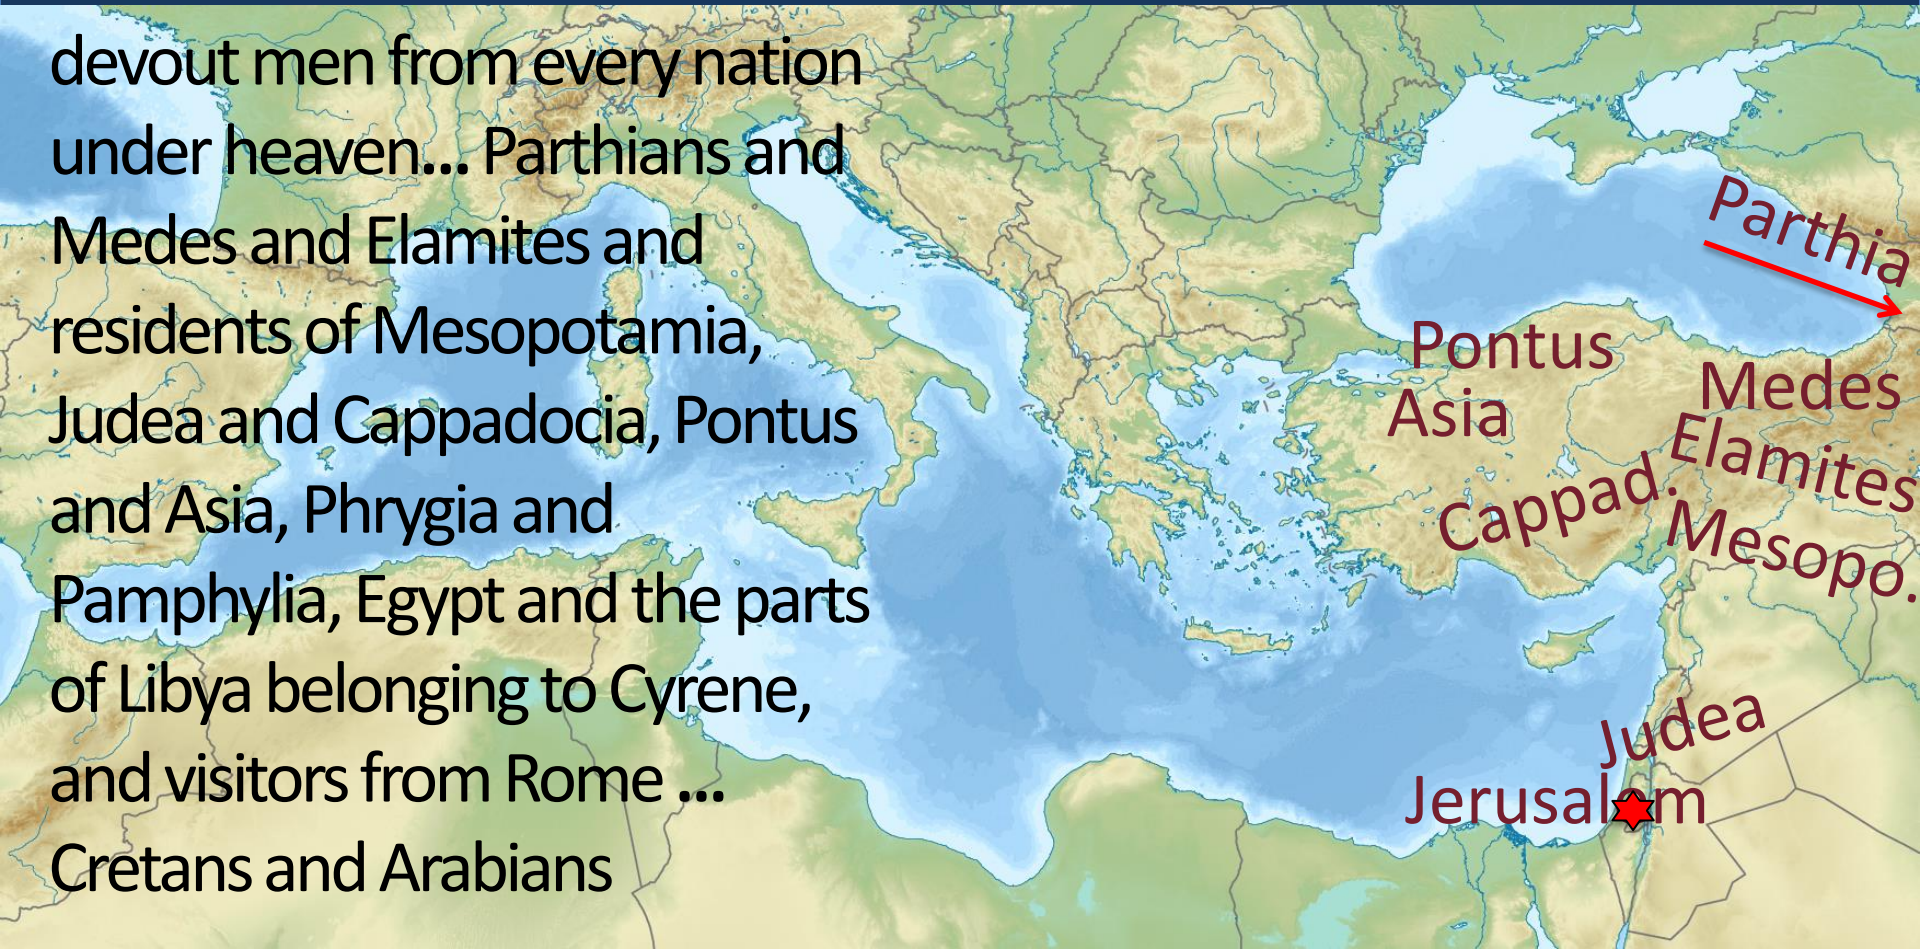 devout men from every nation
under heaven... Parthians and
Medes and Elamites and
residents of Mesopotamia,
Judea and Cappadocia, Pontus
and Asia, Phrygia and
Pamphylia, Egypt and the parts
of Libya belonging to Cyrene,
and visitors from Rome ...
Cretans and Arabians
Parthia
Pontus
Asia
Medes
Elamites
Cappad.
Mesopo.
Judea
Jerusalem